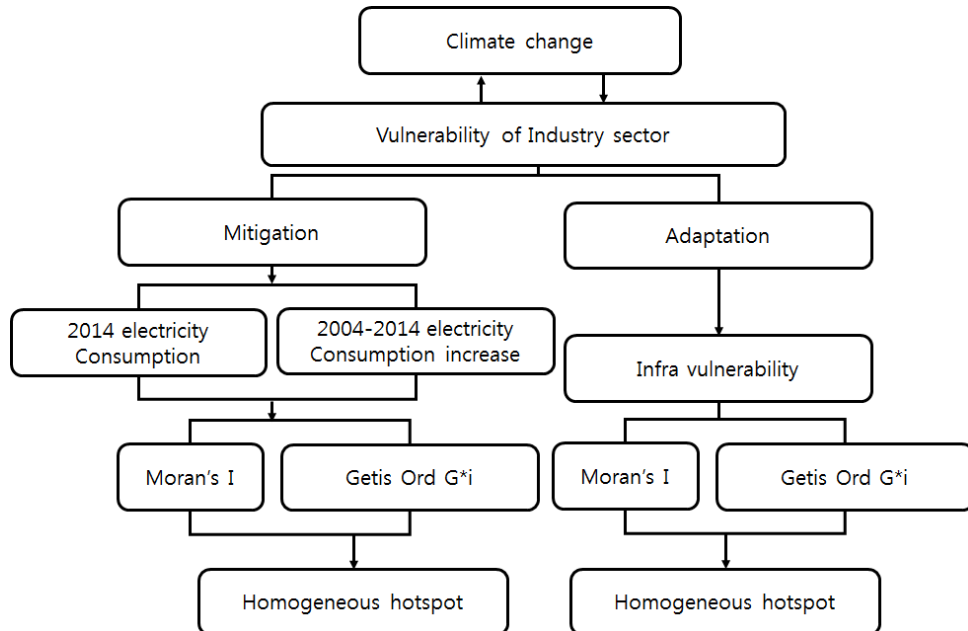 Climate change
Vulnerability of Industry sector
Mitigation
Adaptation
2014 electricity
Consumption
2004-2014 electricity
Consumption increase
Infra vulnerability
Moran's I
Getis Ord G*i
Moran's I
Getis Ord G*i
Homogeneous hotspot
Homogeneous hotspot